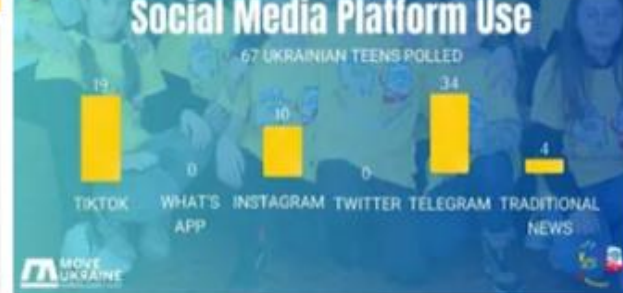 Social Media Platform Use
67 UKRAINIAN TEENS POLLED
19
0
10
0
34
4
TIKTOK
WHAT'S APP
INSTAGRAM
TWITTER
TELEGRAM
TRADITIONAL NEWS
MOVE
UKRAINE